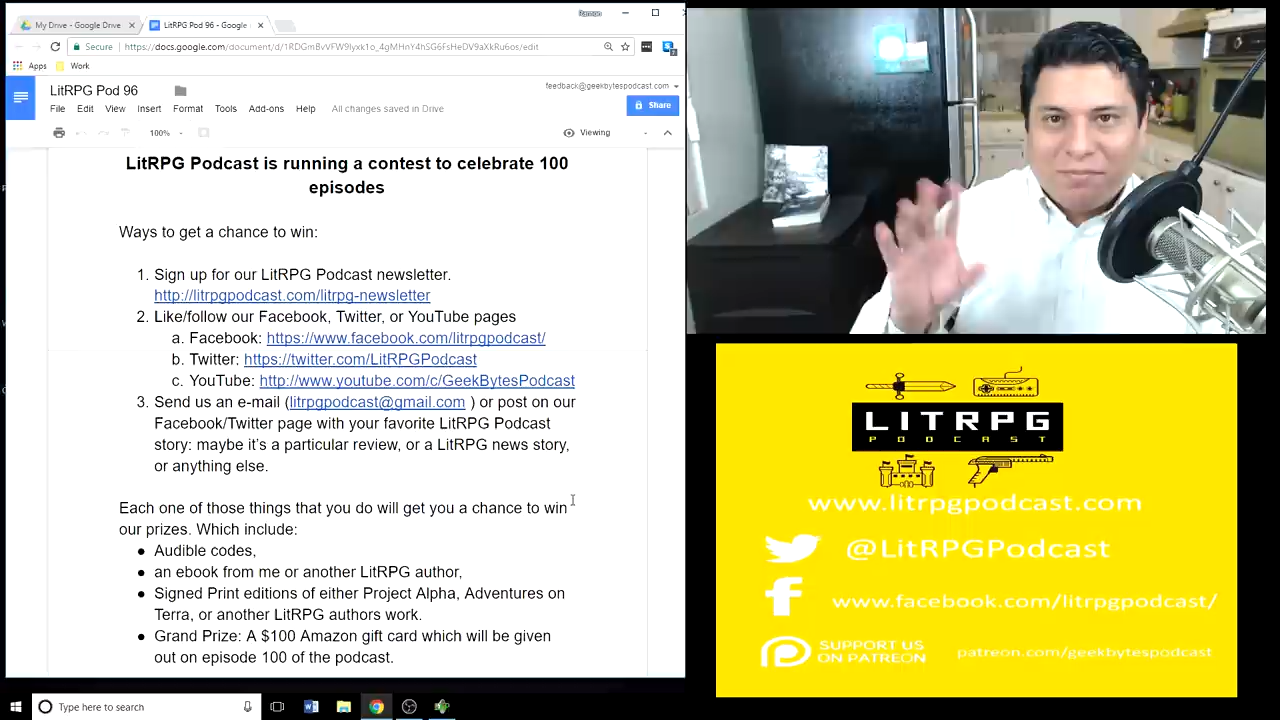 Ramon
My Drive - Google Drive
LitRPG Pod 96 - Google
Secure
Apps
Work
LitRPG Pod 96
feedback@geekbytespodcast.com
File Edit View Insert Format Tools Add-ons Help All changes saved in Drive
Share
100%
Viewing
LitRPG Podcast is running a contest to celebrate 100
episodes
Ways to get a chance to win:
1. Sign up for our LitRPG Podcast newsletter.
http://litrpgpodcast.com/litrpg-newsletter
2. Like/follow our Facebook, Twitter, or YouTube pages
a. Facebook: https://www.facebook.com/litrpgpodcast/
b. Twitter: https://twitter.com/LitRPGPodcast
c. YouTube: http://www.youtube.com/c/GeekBytesPodcast
3. Send us an e-mal (litrpgpodcast@gmail.com ) or post on our
Facebook/Twitter page with your favorite LitRPG Podcast
story: maybe it's a particular review, or a LitRPG news story,
or anything else.
Each one of those things that you do will get you a chance to win
our prizes. Which include:
● Audible codes,
● an ebook from me or another LitRPG author,
● Signed Print editions of either Project Alpha, Adventures on
Terra, or another LitRPG authors work.
● Grand Prize: A $100 Amazon gift card which will be given
out on episode 100 of the podcast.
Type here to search
LITRPG
PODCAST
www.litrpgpodcast.com
@LitRPGPodcast
www.facebook.com/litrpgpodcast/
SUPPORT US
ON PATREON
patreon.com/geekbytespodcast